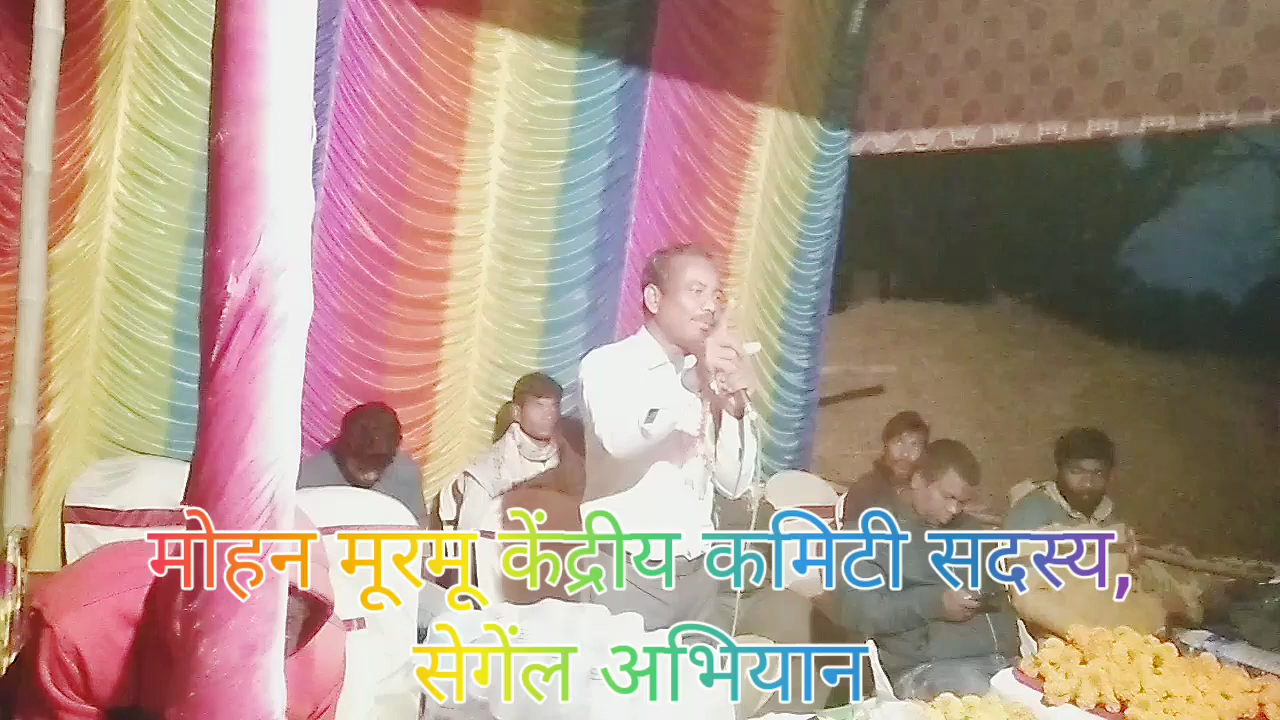 मोहन मूरमू केंद्रीय कमिटी सदस्य,
सेगेंल अभियान